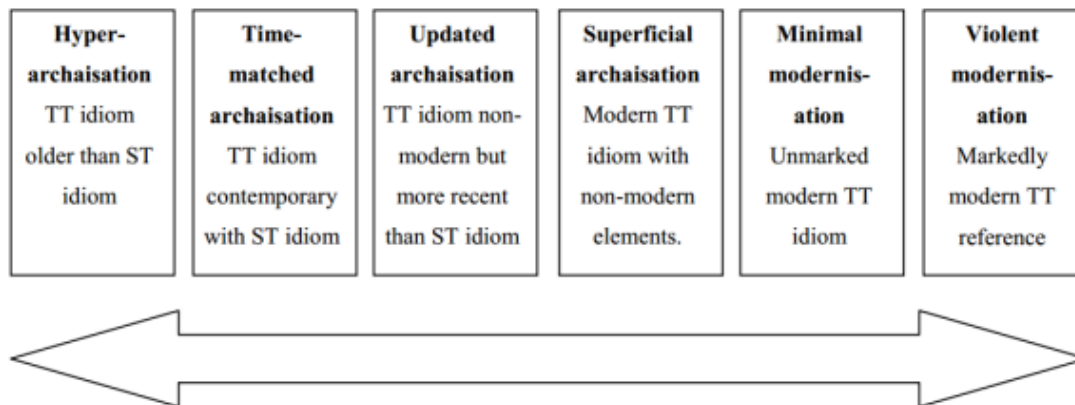 Hyper-
archaisation
TT idiom
older than ST
idiom
Time-
matched
archaisation
TT idiom
contemporary
with ST idiom
Updated
archaisation
TT idiom non-
modern but
more recent
than ST idiom
Superficial
archaisation
Modern TT
idiom with
non-modern
elements.
Minimal
modernis-
ation
Unmarked
modern TT
idiom
Violent
modernis-
ation
Markedly
modern TT
reference